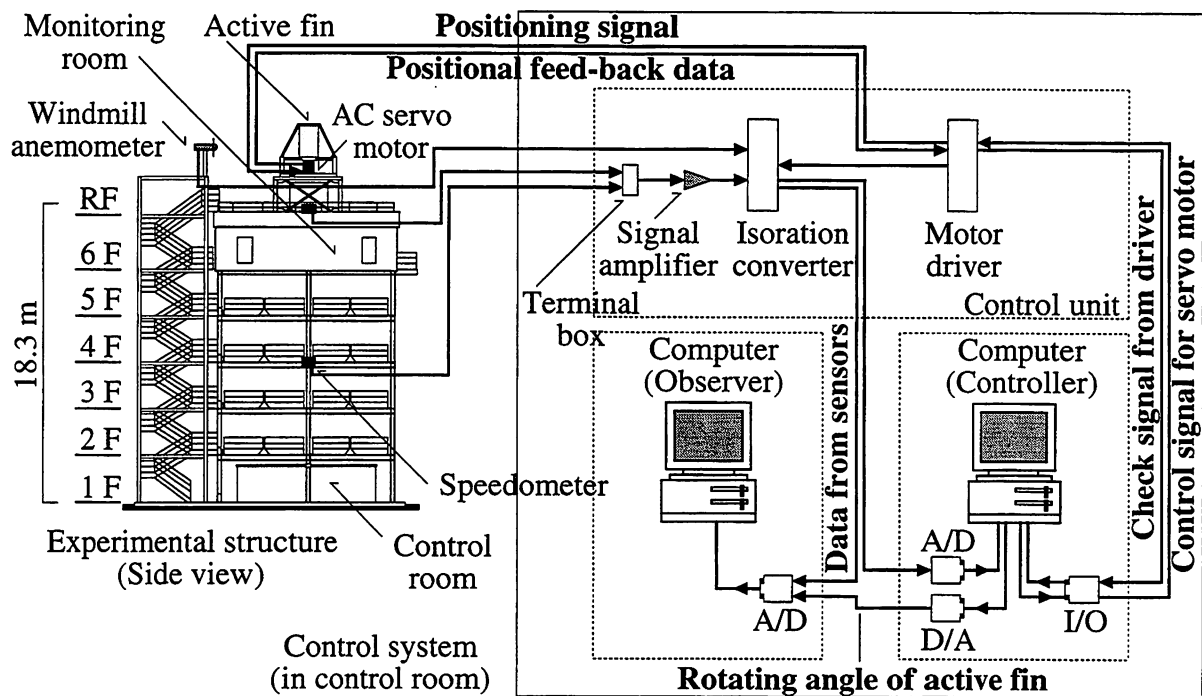 Monitoring
room
Active fin
Positioning signal
Positional feed-back data
Windmill
anemometer
AC servo
motor
RF
6 F
5 F
4 F
3 F
2 F
1 F
18.3 m
Signal
amplifier
Isoration
converter
Motor
driver
Terminal
box
Control unit
Computer
(Observer)
Computer
(Controller)
Data from sensors
Check signal from driver
Control signal for servo motor
Speedometer
Experimental structure
(Side view)
Control
room
A/D
A/D
D/A
I/O
Control system
(in control room)
Rotating angle of active fin